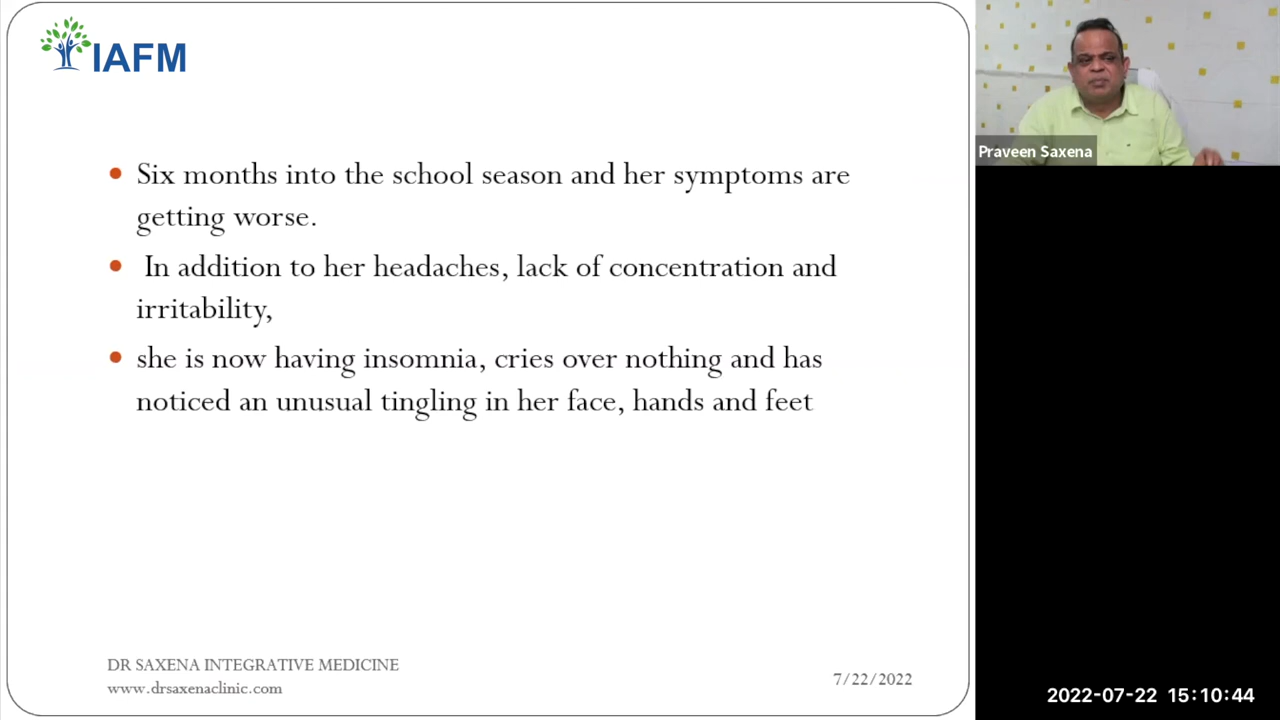 IAFM
Six months into the school season and her symptoms are
getting worse.
In addition to her headaches, lack of concentration and
irritability,
she is now having insomnia, cries over nothing and has
noticed an unusual tingling in her face, hands and feet
DR SAXENA INTEGRATIVE MEDICINE
www.drsaxenaclinic.com
7/22/2022
Praveen Saxena
2022-07-22 15:10:44